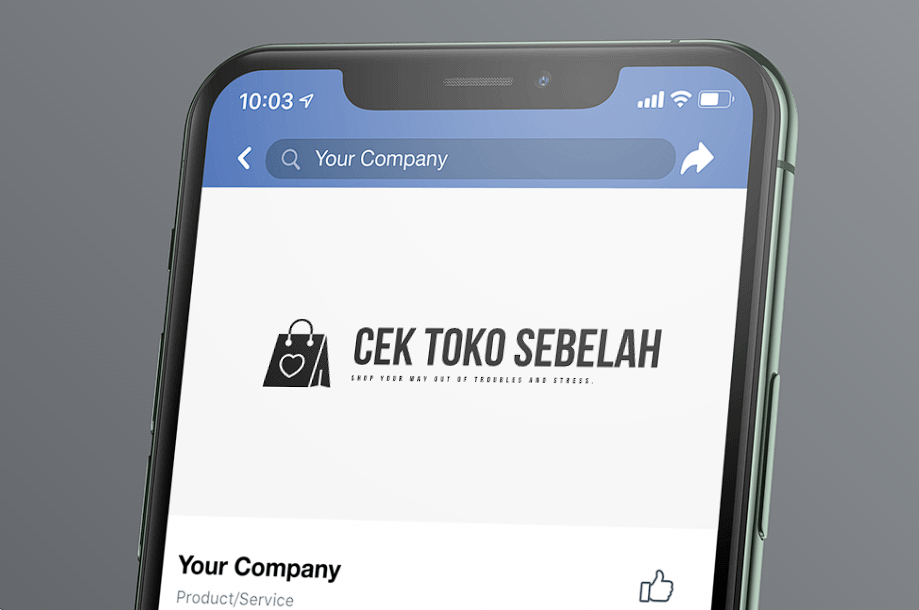 10:03
Your Company
CEK TOKO SEBELAH
SHOP YOUR WAY OUT OF TROUBLES AND STRESS.
Your Company
Product/Service